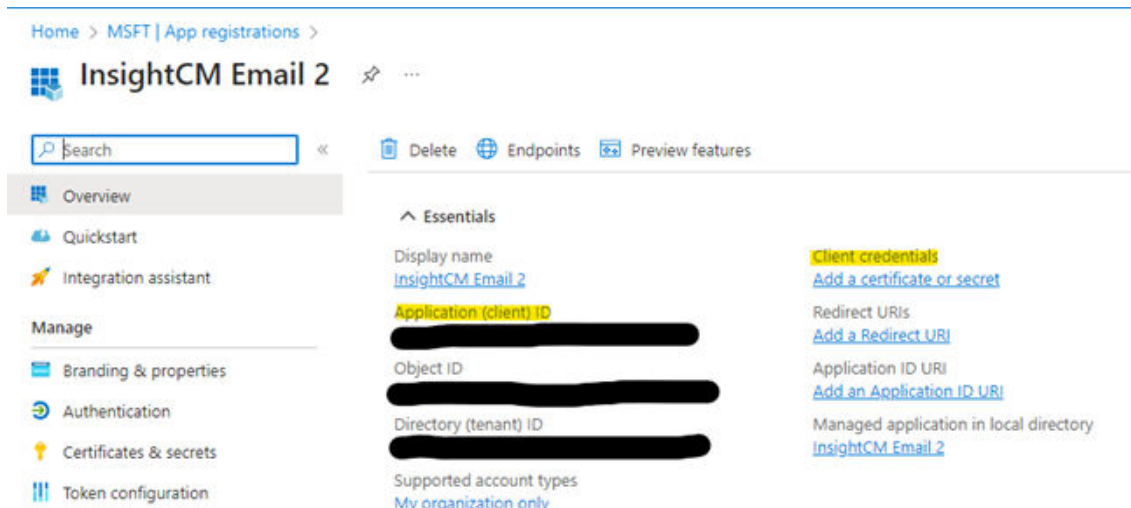 Home > MSFT | App registrations >
InsightCM Email 2
Search
«
Overview
Quickstart
Integration assistant
Manage
Branding & properties
Authentication
Certificates & secrets
Token configuration
Delete Endpoints Preview features
Essentials
Display name
InsightCM Email 2
Application (client) ID
Object ID
Directory (tenant) ID
Supported account types
My organization only
Client credentials
Add a certificate or secret
Redirect URIs
Add a Redirect URI
Application ID URI
Add an Application ID URI
Managed application in local directory
InsightCM Email 2